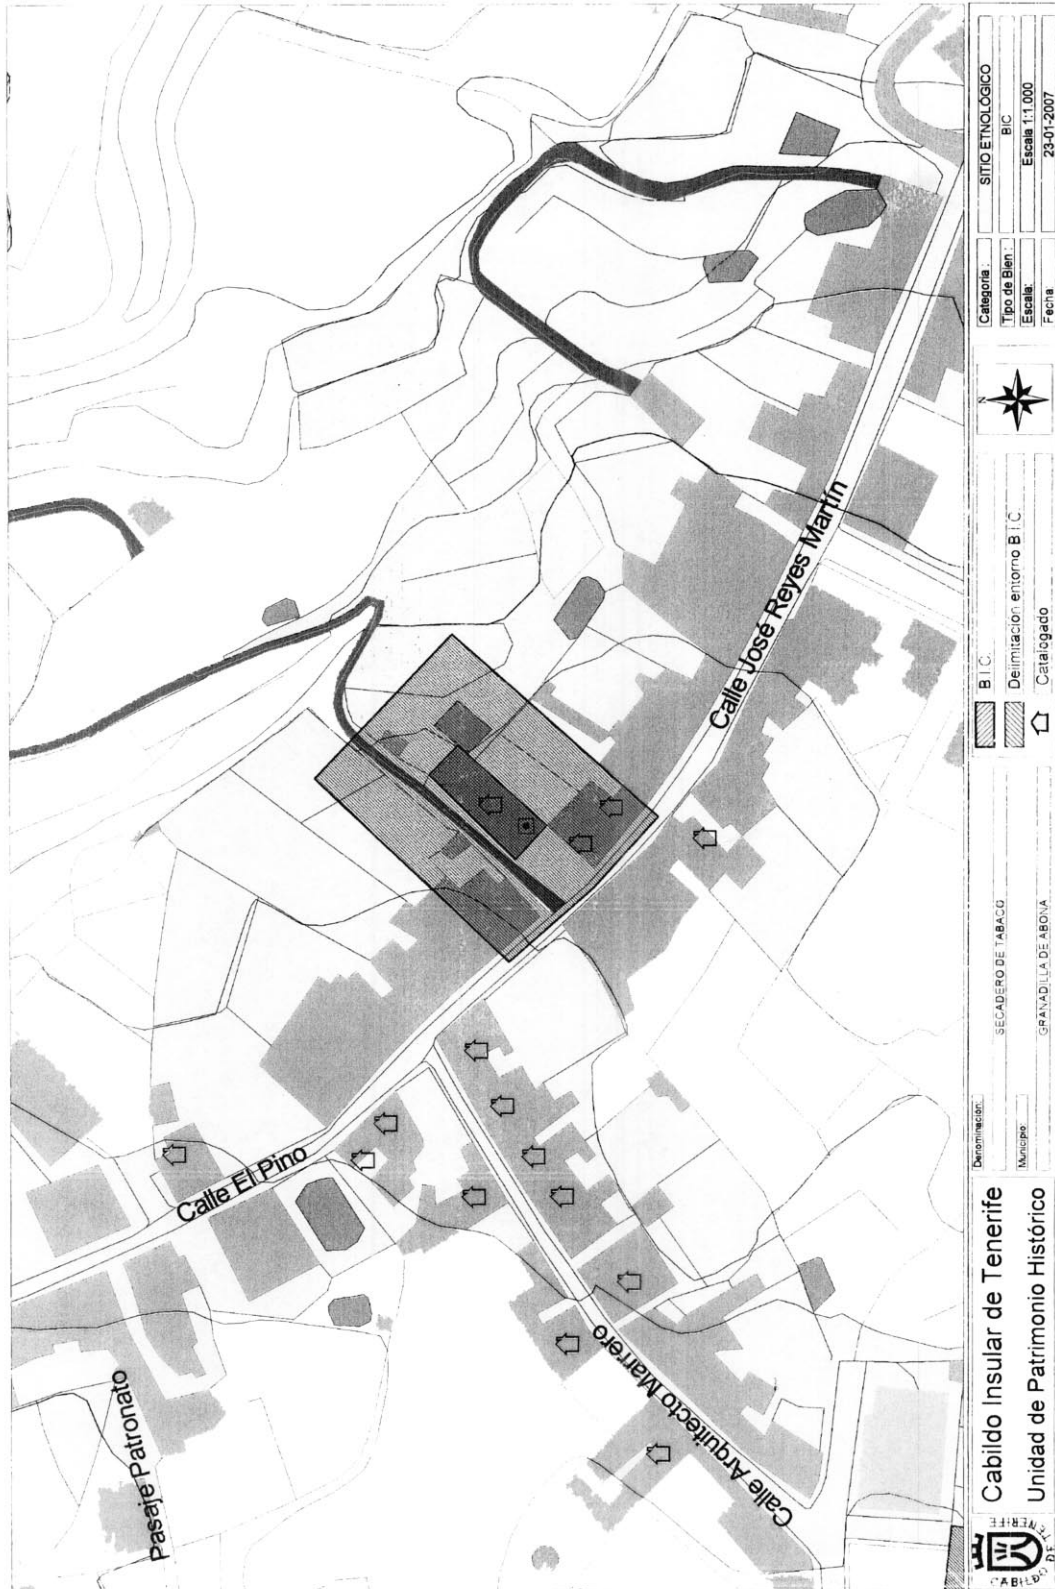 Pasaje Patronato
Calle El Pino
Calle Arquitecto Marrero
Calle José Reyes Martín
CABILDO DE TENERIFE
Cabildo Insular de Tenerife
Unidad de Patrimonio Histórico
Denominación:
SECADERO DE TABACO
Municipio:
GRANADILLA DE ABONA
B.I.C.
Delimitacion entorno B.I.C.
Catalogado
N
Categoria:
SITIO ETNOLÓGICO
Tipo de Bien:
BIC
Escala:
Escala 1:1.000
Fecha:
23-01-2007